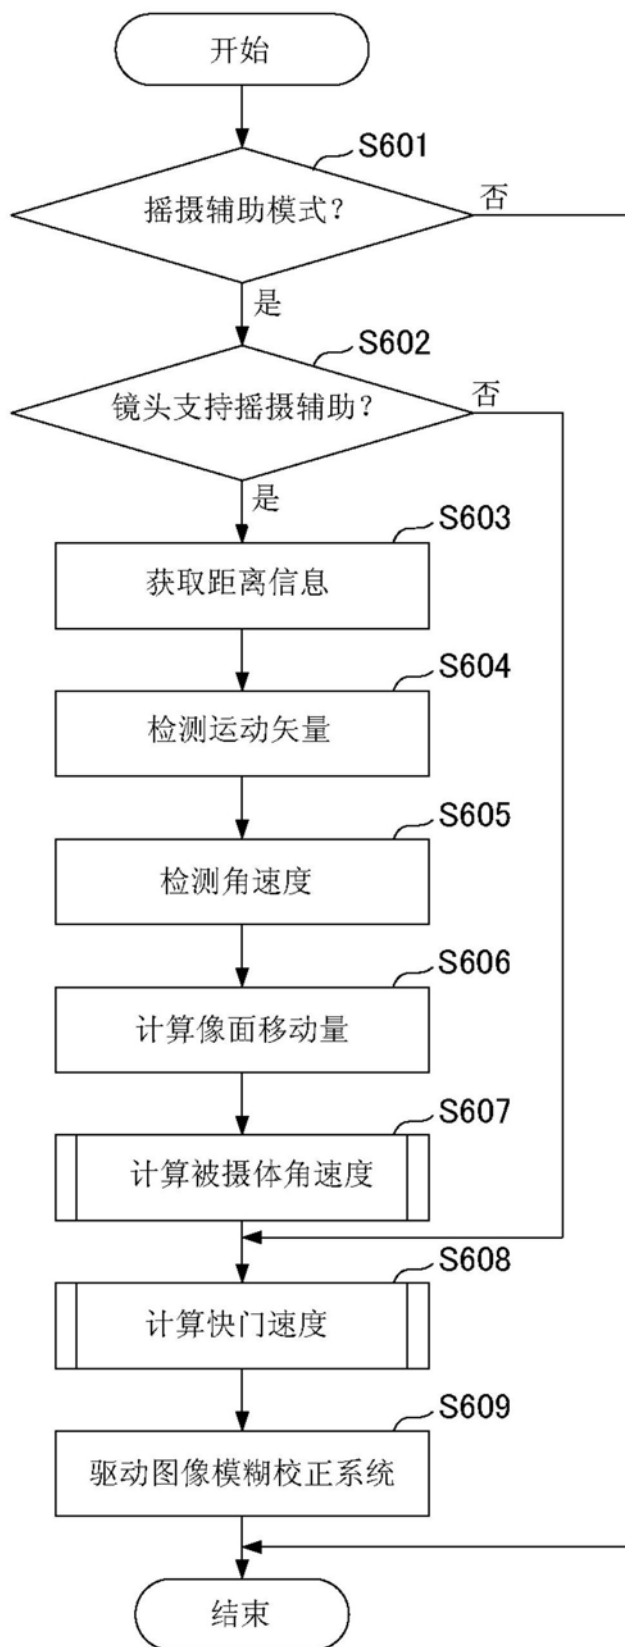 开始
S601
摇摄辅助模式?
否
是
S602
镜头支持摇摄辅助?
否
是
S603
获取距离信息
S604
检测运动矢量
S605
检测角速度
S606
计算像面移动量
S607
计算被摄体角速度
S608
计算快门速度
S609
驱动图像模糊校正系统
结束